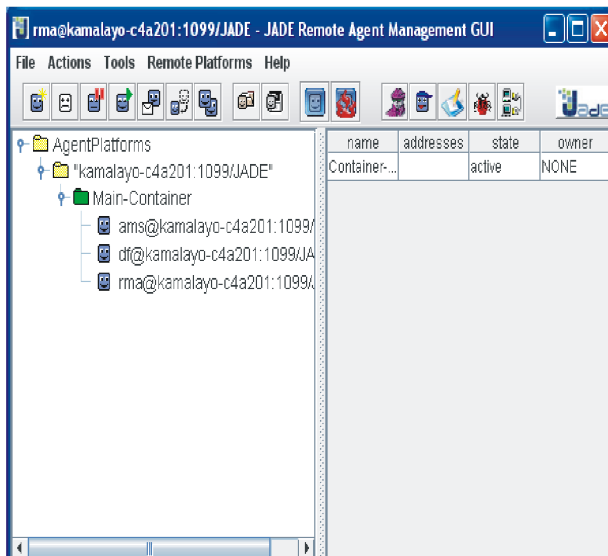 rma@kamalayo-c4a201:1099/JADE - JADE Remote Agent Management GUI
File Actions Tools Remote Platforms Help
Jade
AgentPlatforms
"kamalayo-c4a201:1099/JADE"
Main-Container
ams@kamalayo-c4a201:1099/
df@kamalayo-c4a201:1099/JA
rma@kamalayo-c4a201:1099/
name addresses state owner
Container-... active NONE